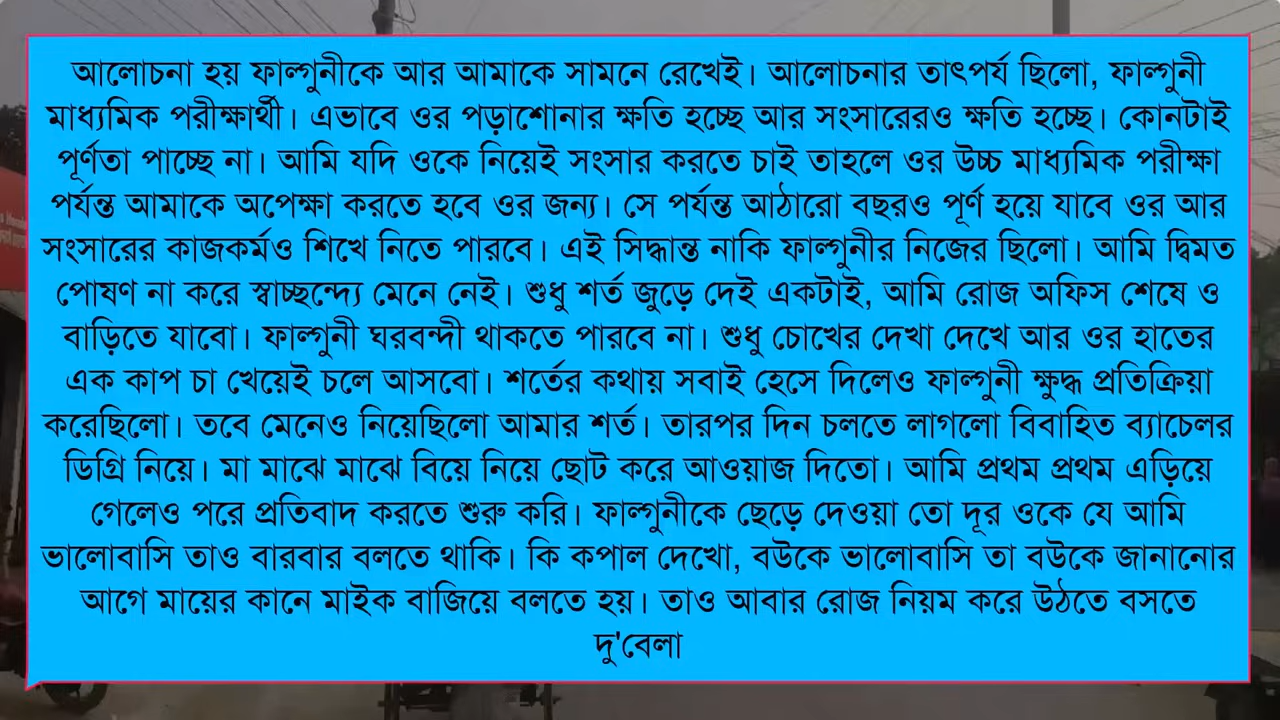 আলোচনা হয় ফাল্গুনীকে আর আমাকে সামনে রেখেই। আলোচনার তাৎপর্য ছিলো, ফাল্গুনী
মাধ্যমিক পরীক্ষার্থী। এভাবে ওর পড়াশোনার ক্ষতি হচ্ছে আর সংসারেরও ক্ষতি হচ্ছে। কোনটাই
পূর্ণতা পাচ্ছে না। আমি যদি ওকে নিয়েই সংসার করতে চাই তাহলে ওর উচ্চ মাধ্যমিক পরীক্ষা
পর্যন্ত আমাকে অপেক্ষা করতে হবে ওর জন্য। সে পর্যন্ত আঠারো বছরও পূর্ণ হয়ে যাবে ওর আর
সংসারের কাজকর্মও শিখে নিতে পারবে। এই সিদ্ধান্ত নাকি ফাল্গুনীর নিজের ছিলো। আমি দ্বিমত
পোষণ না করে স্বাচ্ছন্দ্যে মেনে নেই। শুধু শর্ত জুড়ে দেই একটাই, আমি রোজ অফিস শেষে ও
বাড়িতে যাবো। ফাল্গুনী ঘরবন্দী থাকতে পারবে না। শুধু চোখের দেখা দেখে আর ওর হাতের
এক কাপ চা খেয়েই চলে আসবো। শর্তের কথায় সবাই হেসে দিলেও ফাল্গুনী ক্ষুদ্ধ প্রতিক্রিয়া
করেছিলো। তবে মেনেও নিয়েছিলো আমার শর্ত। তারপর দিন চলতে লাগলো বিবাহিত ব্যাচেলর
ডিগ্রি নিয়ে। মা মাঝে মাঝে বিয়ে নিয়ে ছোট করে আওয়াজ দিতো। আমি প্রথম প্রথম এড়িয়ে
গেলেও পরে প্রতিবাদ করতে শুরু করি। ফাল্গুনীকে ছেড়ে দেওয়া তো দূর ওকে যে আমি
ভালোবাসি তাও বারবার বলতে থাকি। কি কপাল দেখো, বউকে ভালোবাসি তা বউকে জানানোর
আগে মায়ের কানে মাইক বাজিয়ে বলতে হয়। তাও আবার রোজ নিয়ম করে উঠতে বসতে
দু'বেলা